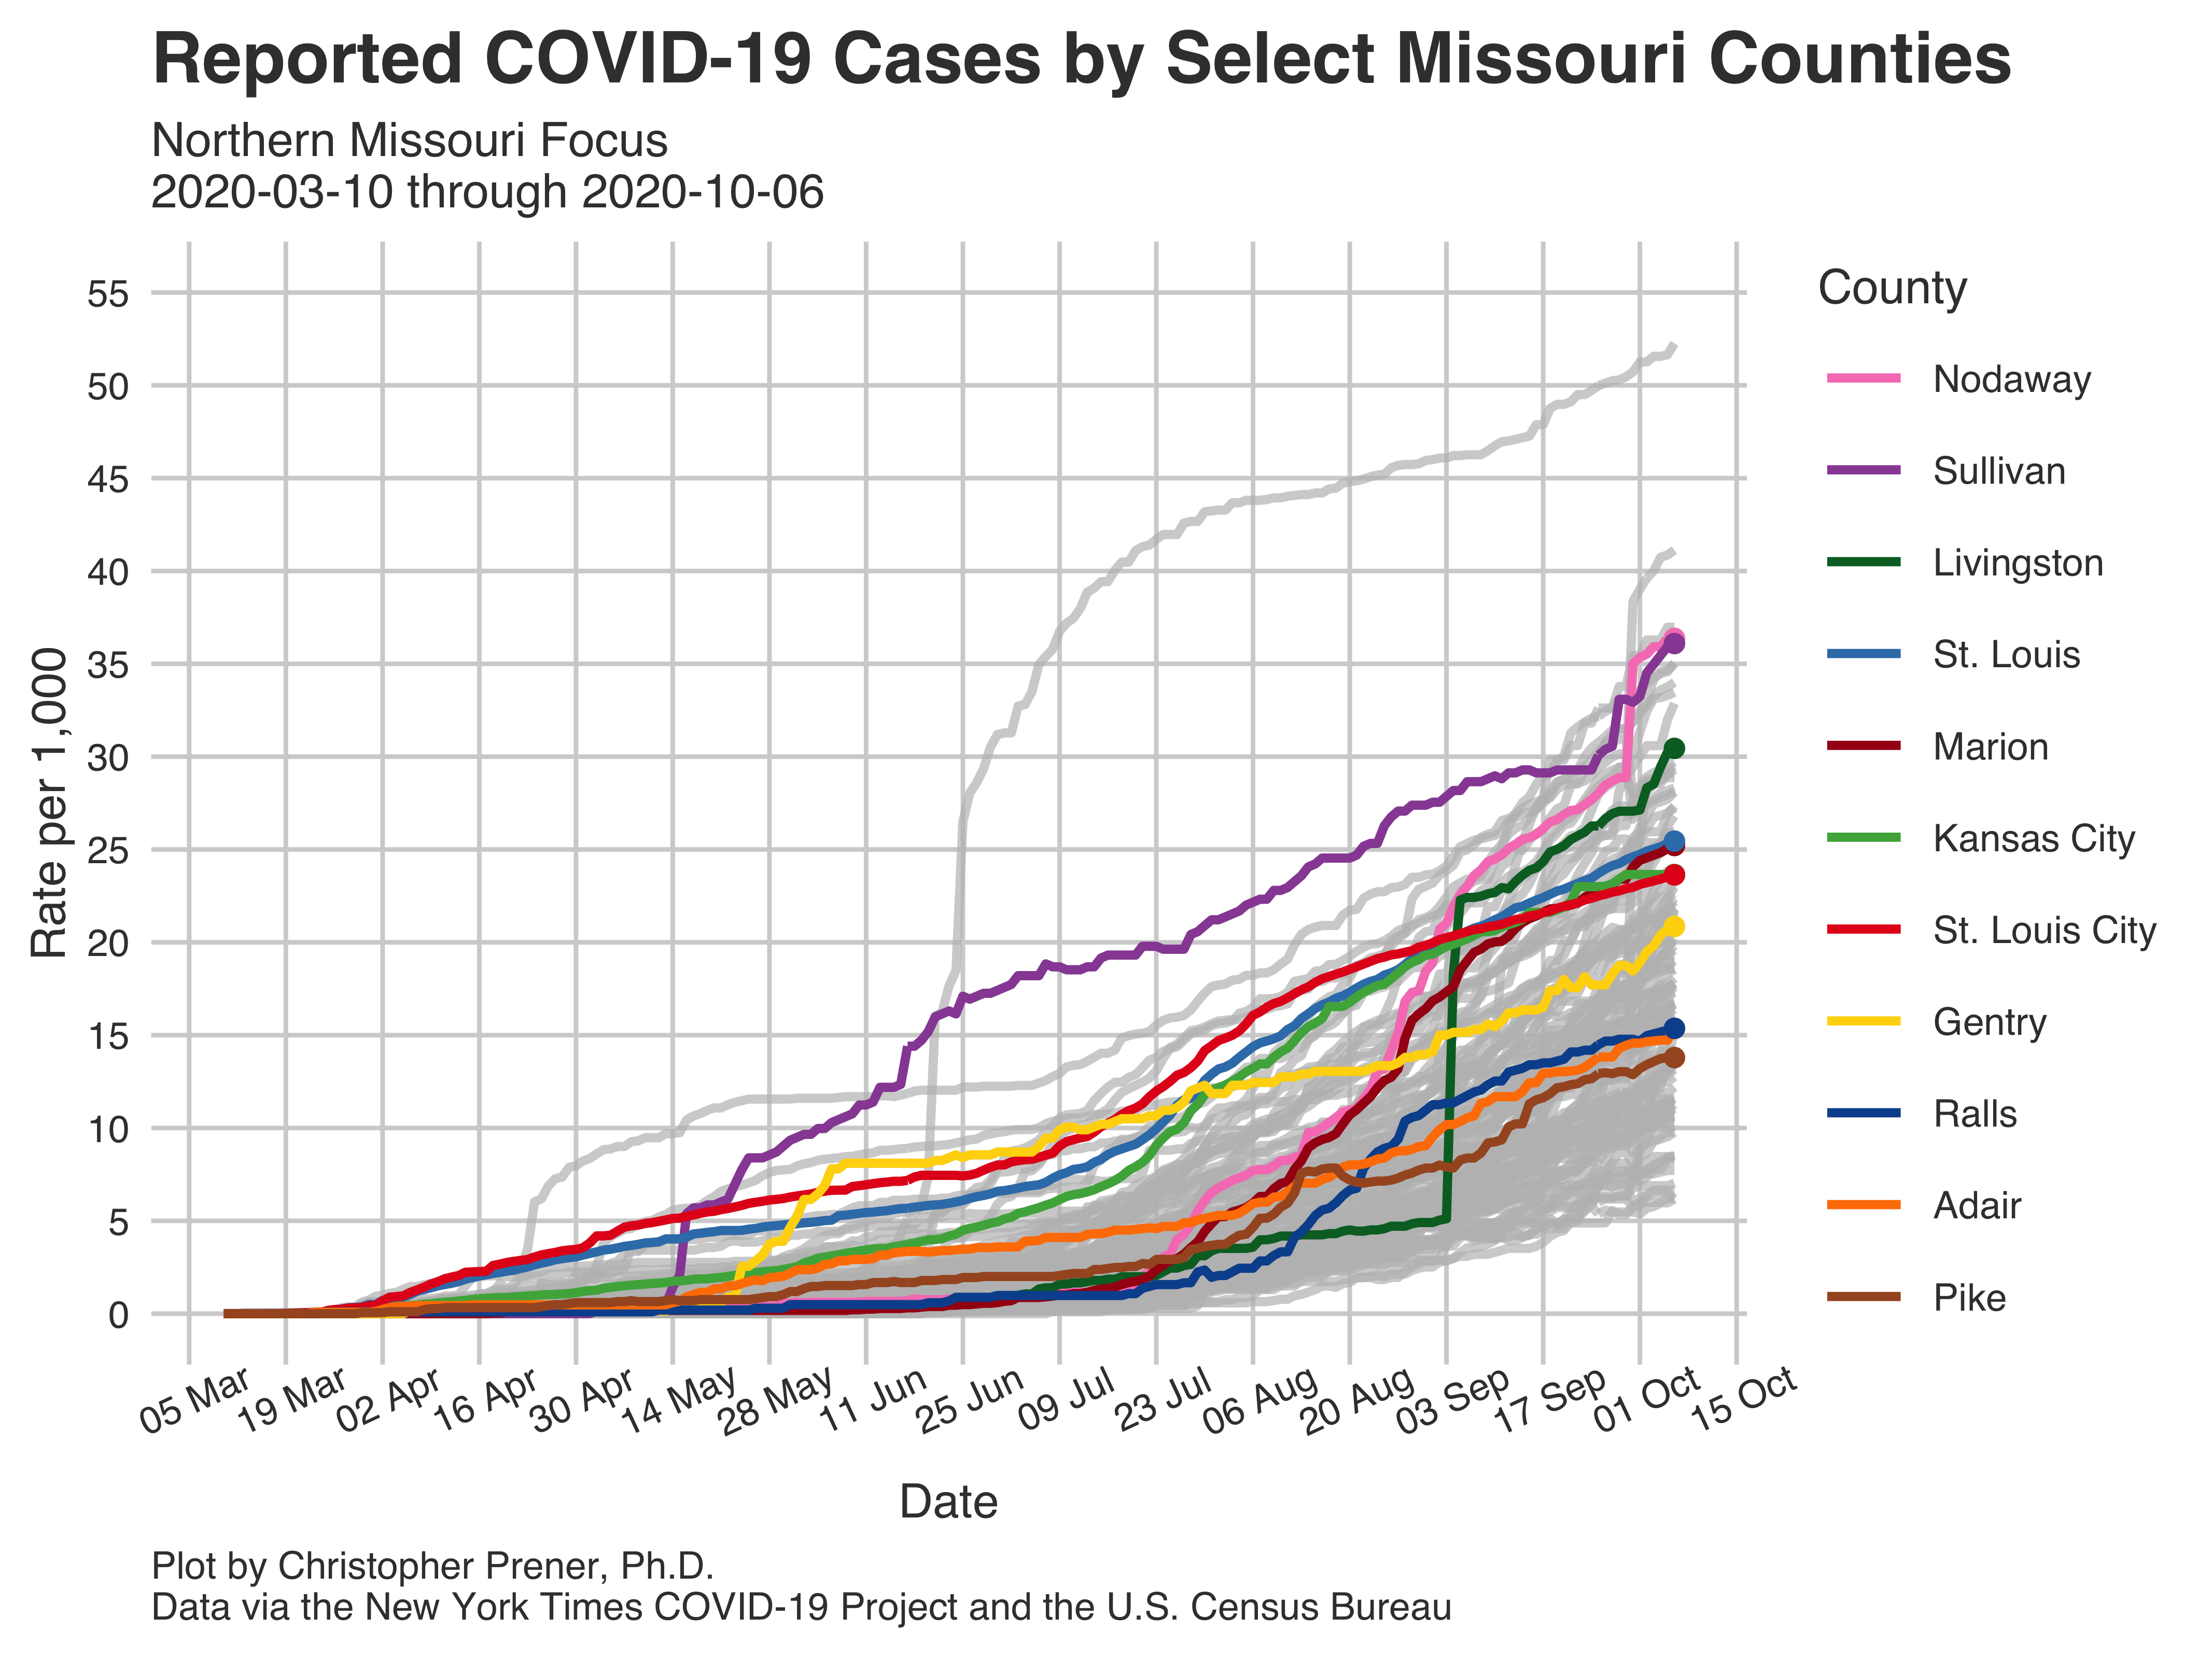 Reported COVID-19 Cases by Select Missouri Counties
Northern Missouri Focus
2020-03-10 through 2020-10-06
55
50
45
40
35
30
25
20
15
10
5
0
Rate per 1,000
05 Mar
19 Mar
02 Apr
16 Apr
30 Apr
14 May
28 May
11 Jun
25 Jun
09 Jul
23 Jul
06 Aug
20 Aug
03 Sep
17 Sep
01 Oct
15 Oct
Date
County
Nodaway
Sullivan
Livingston
St. Louis
Marion
Kansas City
St. Louis City
Gentry
Ralls
Adair
Pike
Plot by Christopher Prener, Ph.D.
Data via the New York Times COVID-19 Project and the U.S. Census Bureau